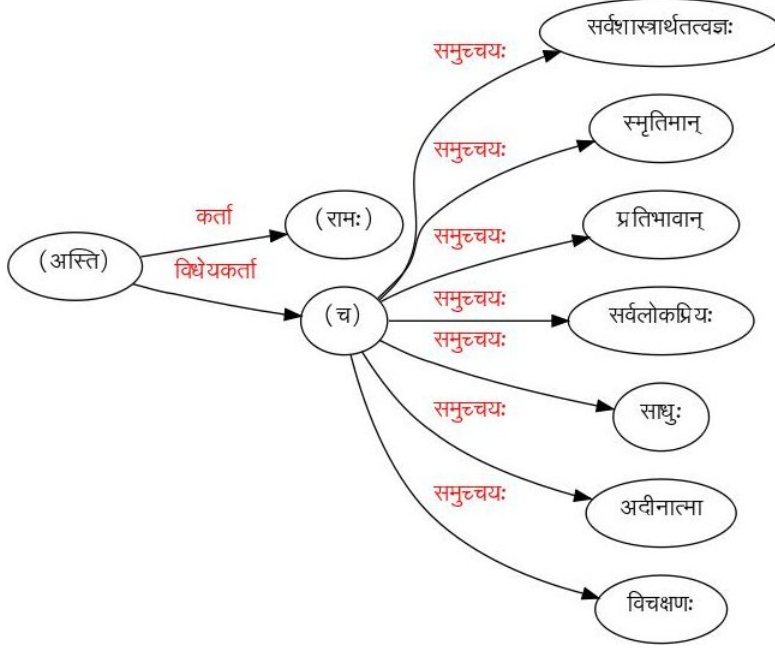 सर्वशास्त्रार्थतत्वज्ञः
समुच्चयः
स्मृतिमान्
समुच्चयः
कर्ता
(रामः)
समुच्चयः
प्रतिभावान्
(अस्ति)
विधेयकर्ता
समुच्चयः
(च)
सर्वलोकप्रियः
समुच्चयः
साधुः
समुच्चयः
अदीनात्मा
समुच्चयः
विचक्षणः